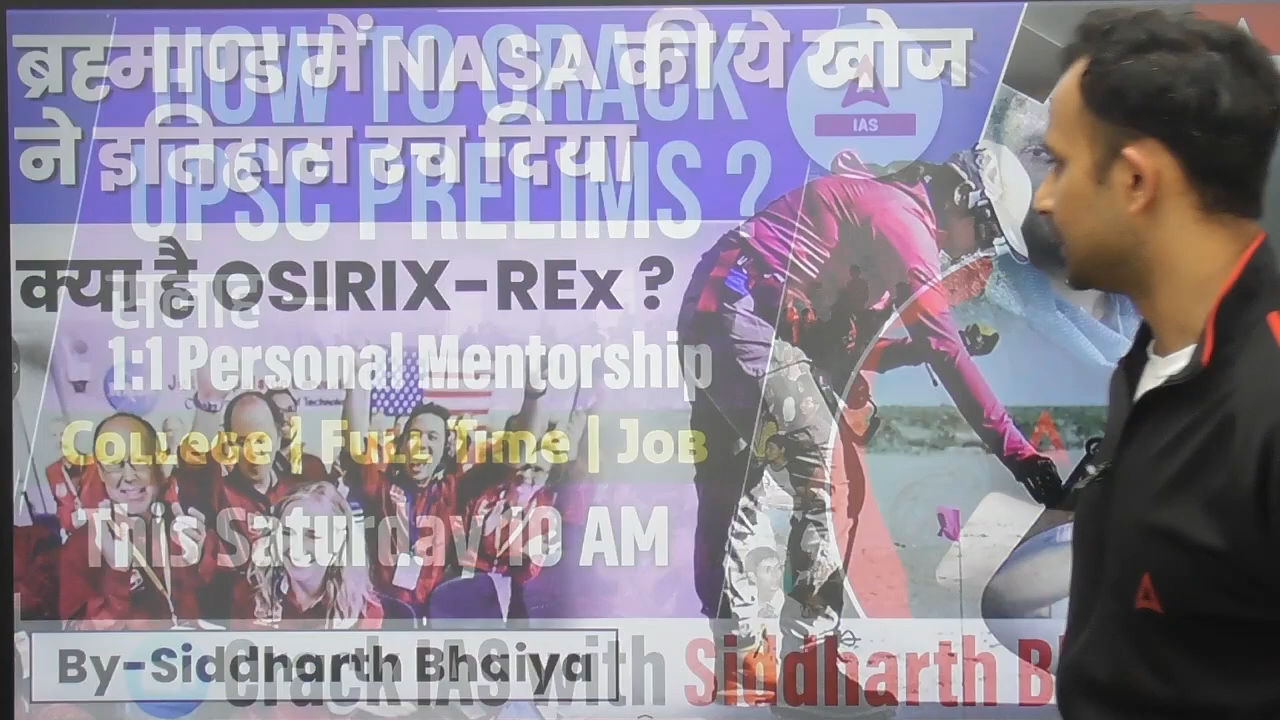 ब्रह्माण्ड में NASA की ये खोज
ने इतिहास रच दिया
HOW TO CRACK
UPSC PRELIMS ?
IAS
क्या है OSIRIX-REx ?
सलाह
1:1 Personal Mentorship
College | Full Time | Job
This Saturday 10 AM
By-Siddharth Bhaiya
Crack IAS with Siddharth